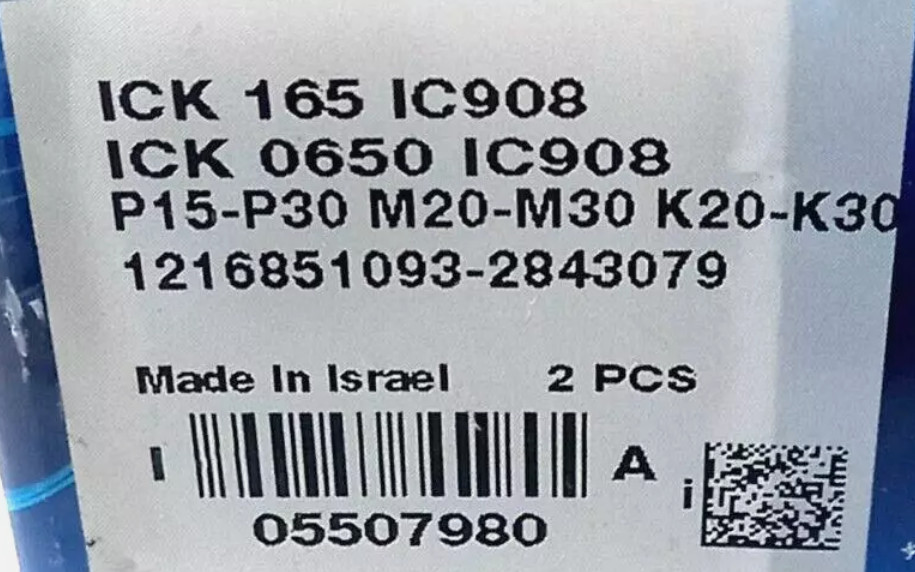 ICK 165 IC908
ICK 0650 IC908
P15-P30 M20-M30 K20-K30
1216851093-2843079
Made In Israel 2 PCS
I A
i
05507980